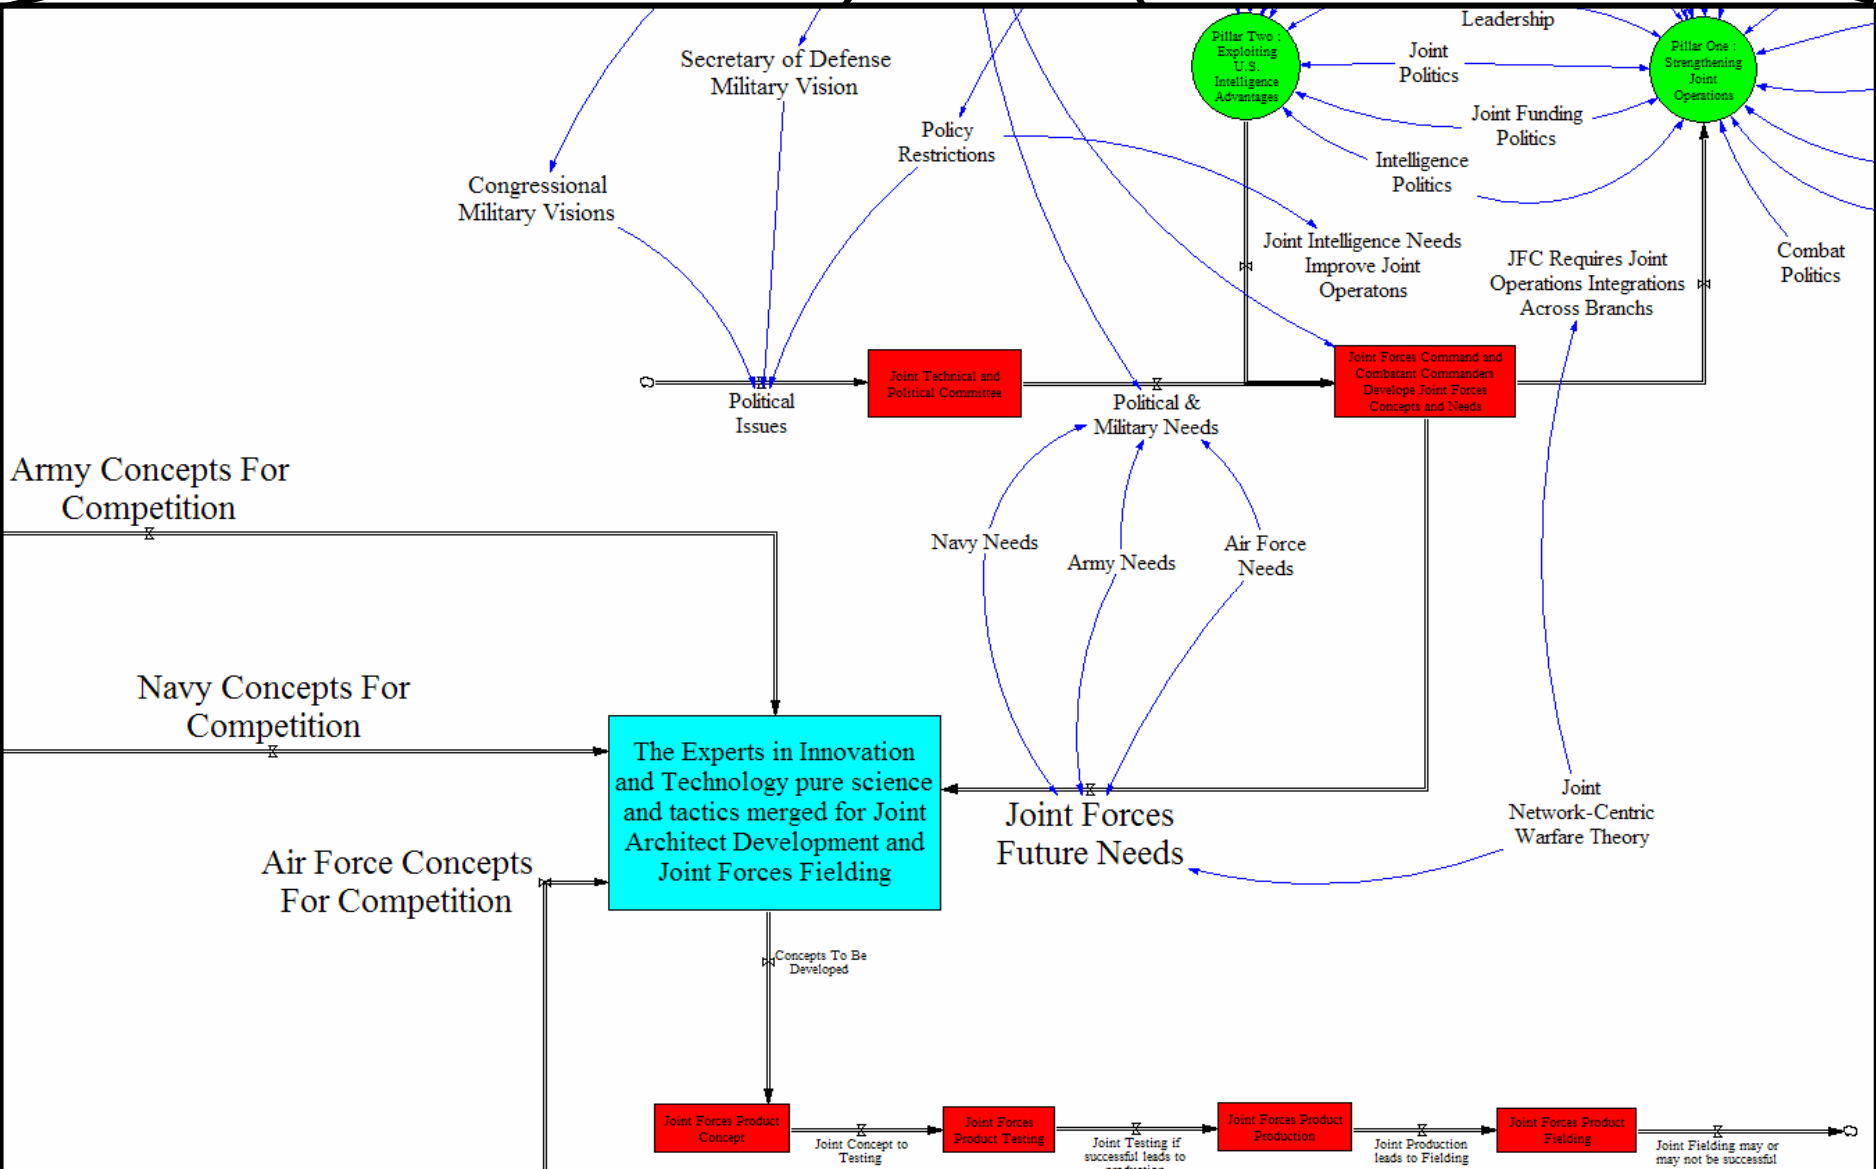 Leadership
Pillar Two :
Exploiting
U.S.
Intelligence
Advantages
Joint
Politics
Pillar One :
Strengthening
Joint
Operations
Secretary of Defense
Military Vision
Joint Funding
Politics
Policy
Restrictions
Intelligence
Politics
Congressional
Military Visions
Joint Intelligence Needs
Improve Joint
Operatons
JFC Requires Joint
Operations Integrations
Across Branchs
Combat
Politics
Political
Issues
Joint Technical and
Political Committee
Political &
Military Needs
Joint Forces Command and
Combatant Commanders
Develope Joint Forces
Concepts and Needs
Army Concepts For
Competition
Navy Needs
Army Needs
Air Force
Needs
Navy Concepts For
Competition
The Experts in Innovation
and Technology pure science
and tactics merged for Joint
Architect Development and
Joint Forces Fielding
Joint Forces
Future Needs
Joint
Network-Centric
Warfare Theory
Air Force Concepts
For Competition
Concepts To Be
Developed
Joint Forces Product
Concept
Joint Concept to
Testing
Joint Forces
Product Testing
Joint Testing if
successful leads to
production
Joint Forces Product
Production
Joint Production
leads to Fielding
Joint Forces Product
Fielding
Joint Fielding may or
may not be successful